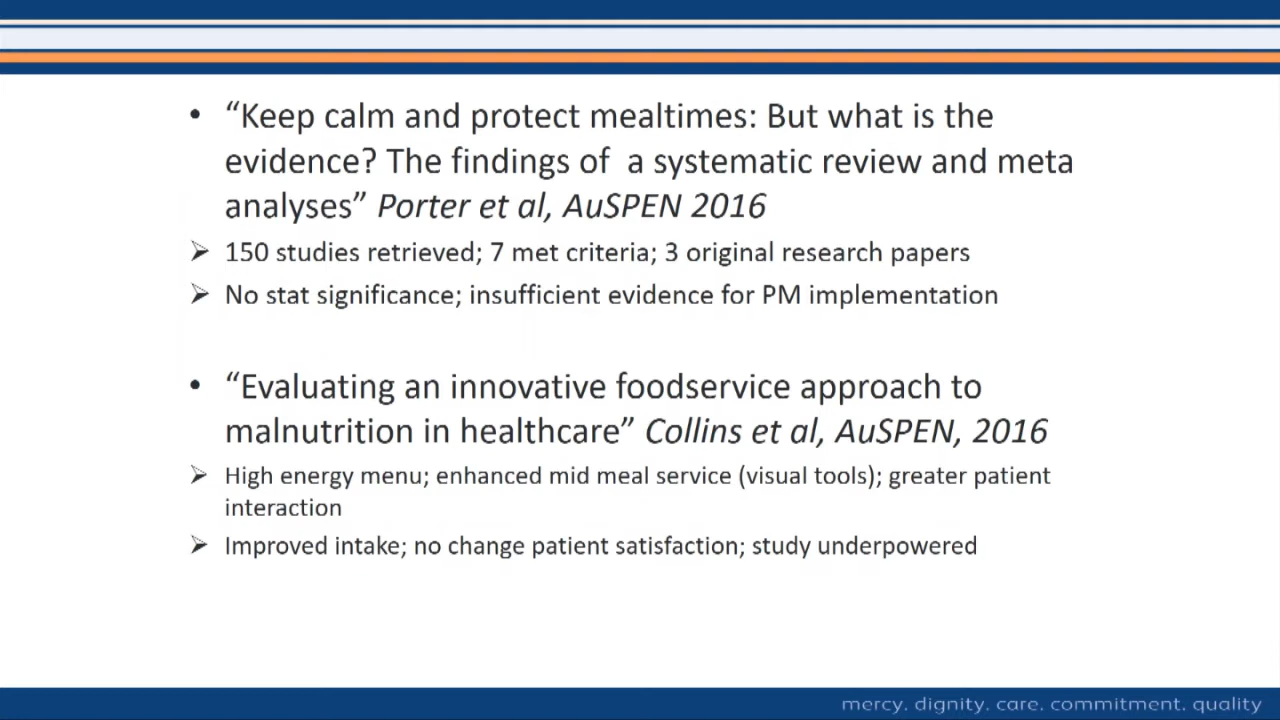 • “Keep calm and protect mealtimes: But what is the
evidence? The findings of a systematic review and meta
analyses” Porter et al, AuSPEN 2016
➢ 150 studies retrieved; 7 met criteria; 3 original research papers
➢ No stat significance; insufficient evidence for PM implementation
• “Evaluating an innovative foodservice approach to
malnutrition in healthcare” Collins et al, AuSPEN, 2016
➢ High energy menu; enhanced mid meal service (visual tools); greater patient
interaction
➢ Improved intake; no change patient satisfaction; study underpowered
mercy. dignity. care. commitment. quality